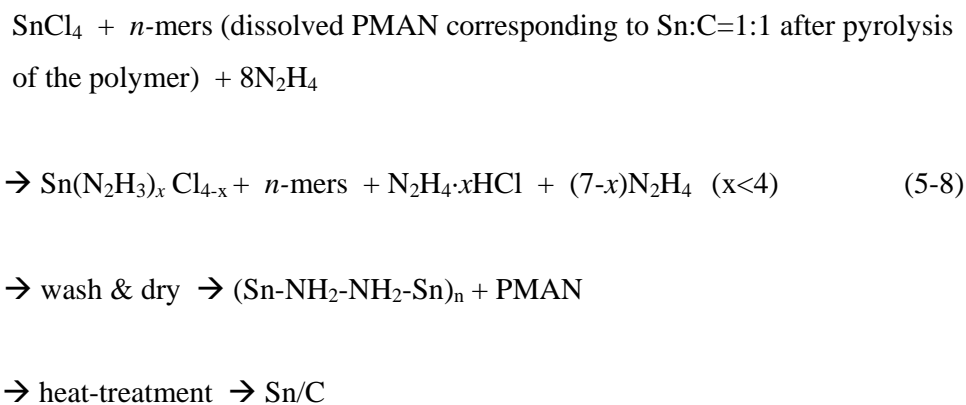 SnCl₄ + n-mers (dissolved PMAN corresponding to Sn:C=1:1 after pyrolysis
of the polymer) + 8N₂H₄
→ Sn(N₂H₃)ₓ Cl₄₋ₓ + n-mers + N₂H₄·xHCl + (7-x)N₂H₄ (x<4) (5-8)
→ wash & dry → (Sn-NH₂-NH₂-Sn)ₙ + PMAN
→ heat-treatment → Sn/C